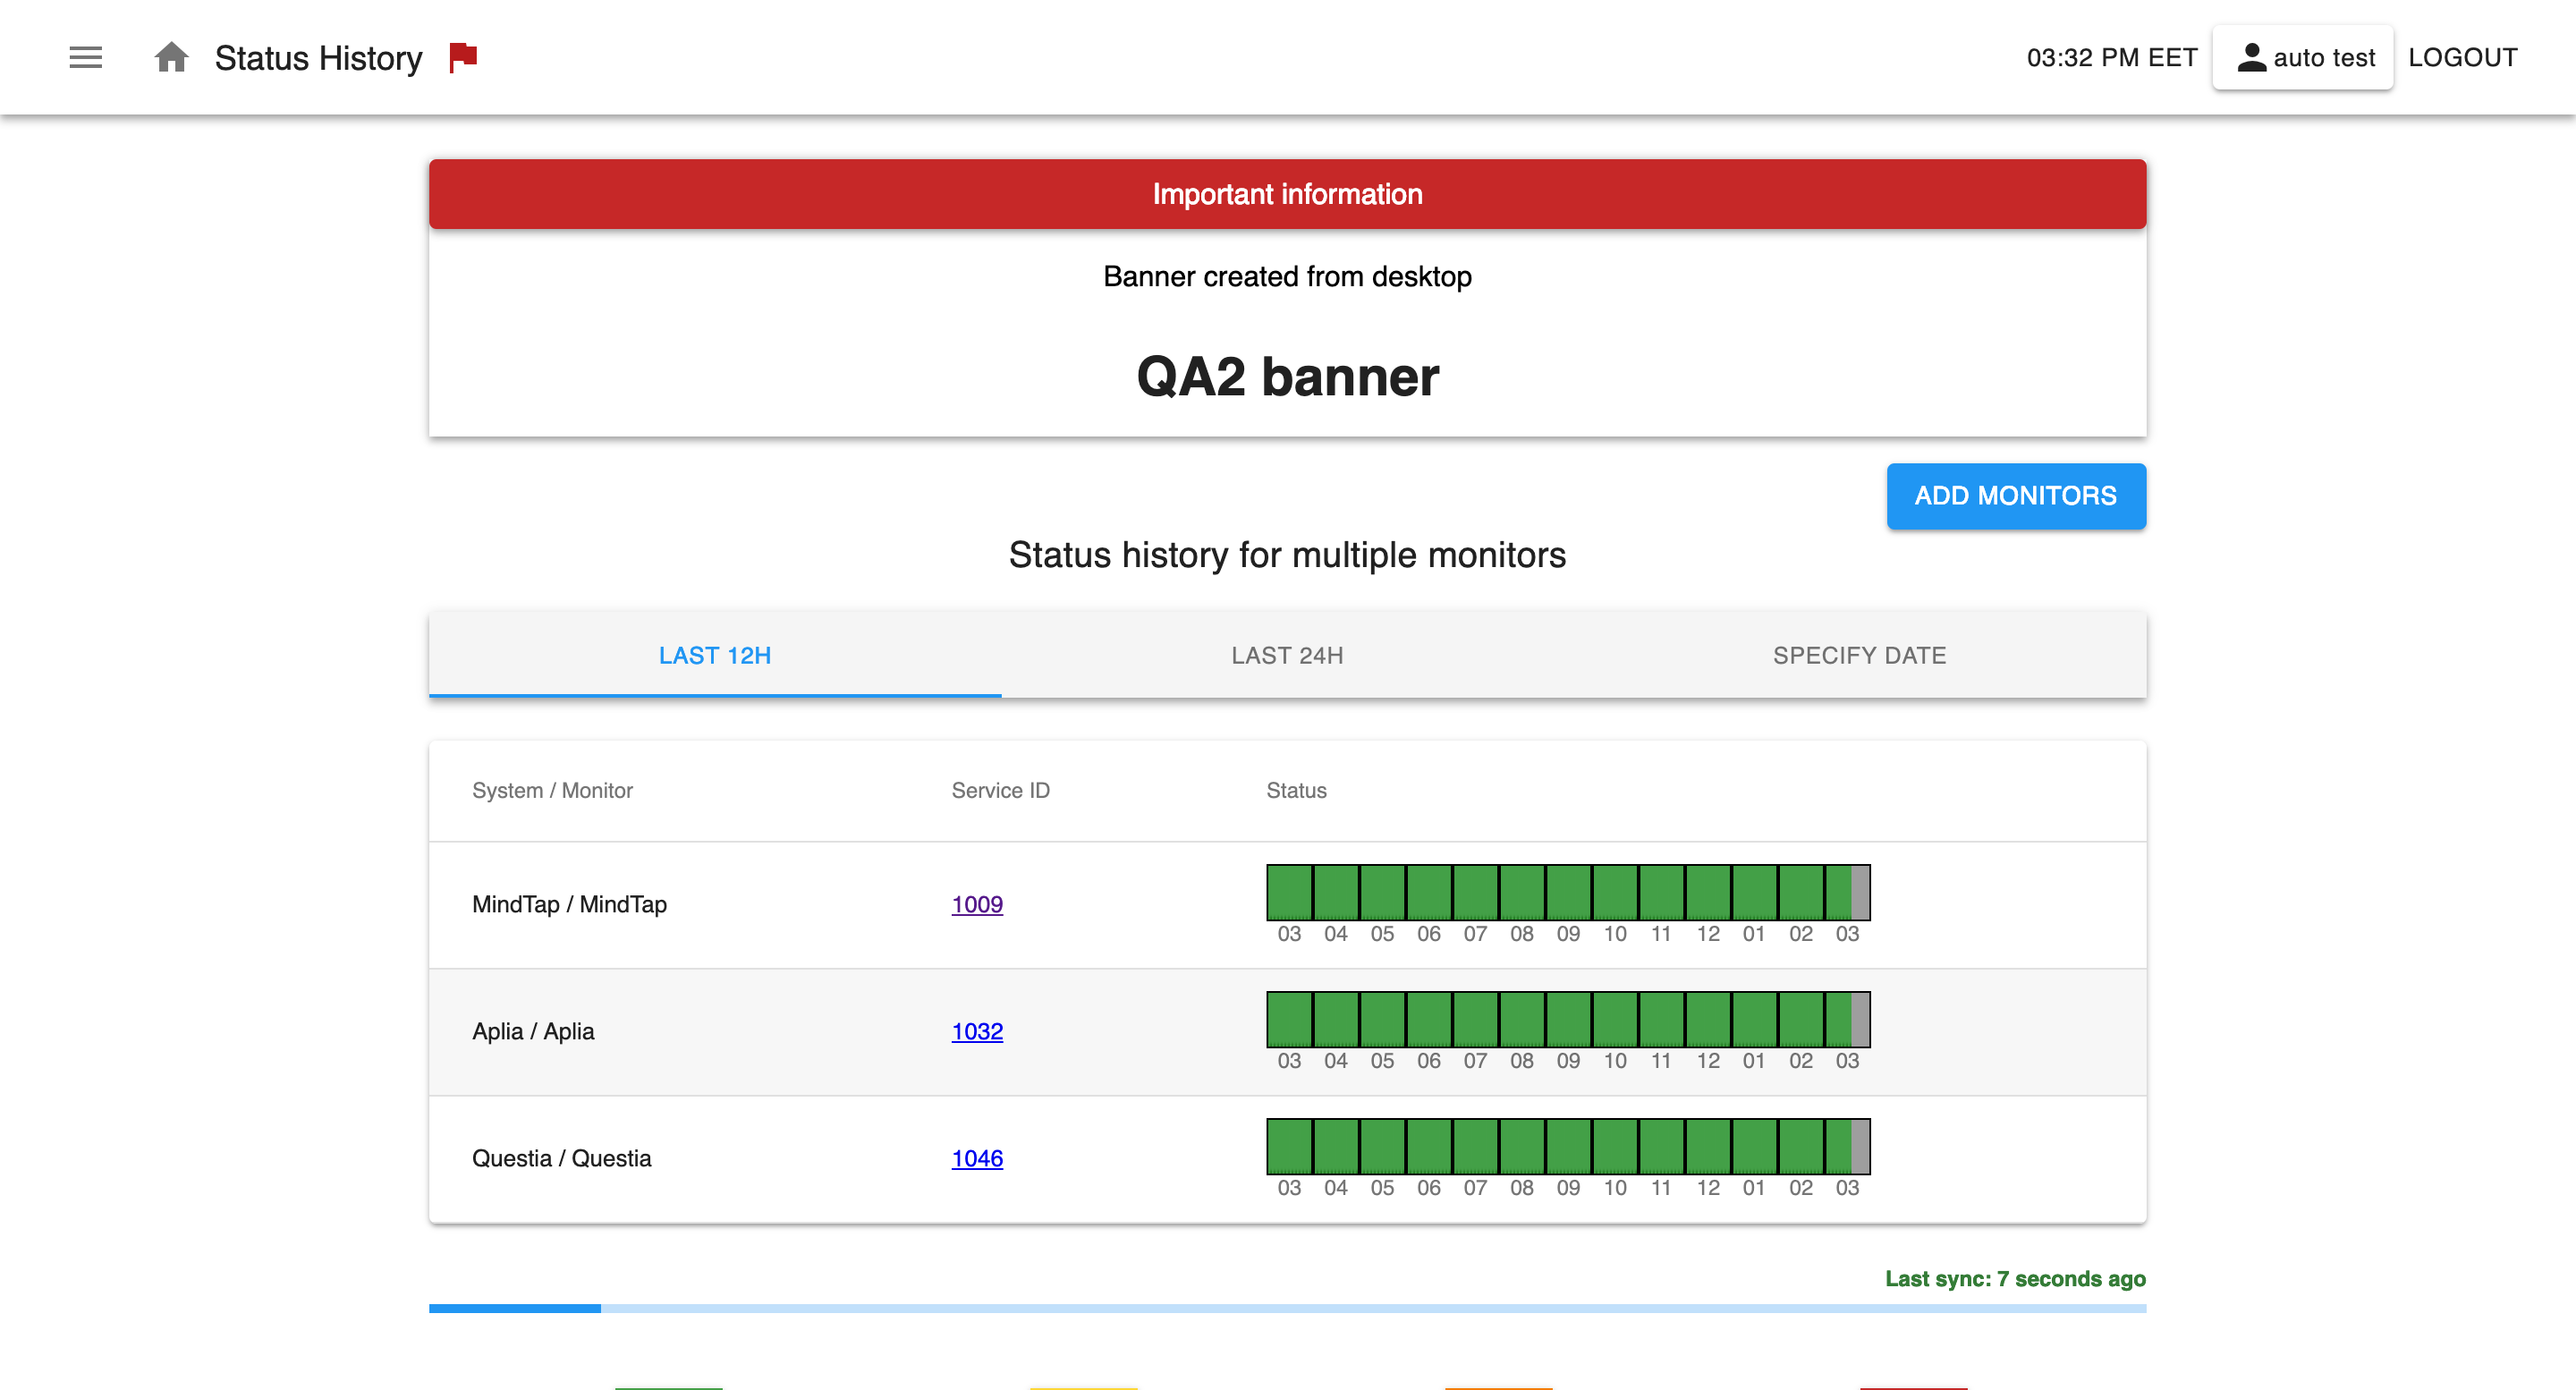 Status History
03:32 PM EET
auto test
LOGOUT
Important information
Banner created from desktop
QA2 banner
ADD MONITORS
Status history for multiple monitors
LAST 12H
LAST 24H
SPECIFY DATE
System / Monitor
Service ID
Status
MindTap / MindTap
1009
03 04 05 06 07 08 09 10 11 12 01 02 03
Aplia / Aplia
1032
03 04 05 06 07 08 09 10 11 12 01 02 03
Questia / Questia
1046
03 04 05 06 07 08 09 10 11 12 01 02 03
Last sync: 7 seconds ago